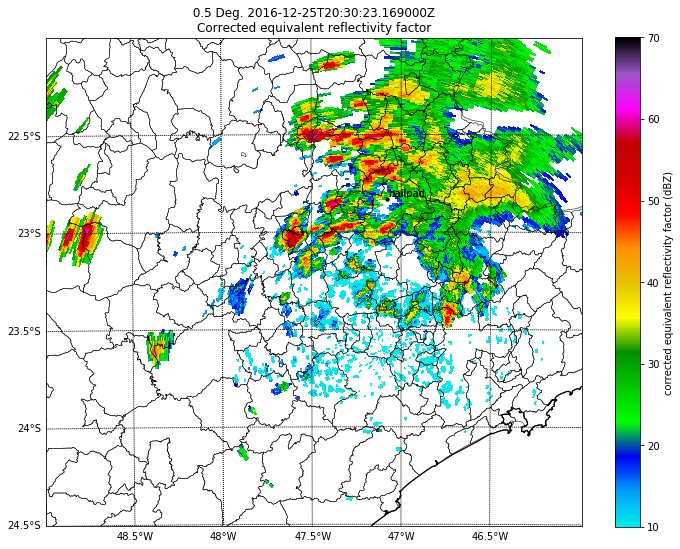 0.5 Deg. 2016-12-25T20:30:23.169000Z
Corrected equivalent reflectivity factor
22.5°S
23°S
23.5°S
24°S
24.5°S
48.5°W
48°W
47.5°W
47°W
46.5°W
70
60
50
40
30
20
10
corrected equivalent reflectivity factor (dBZ)